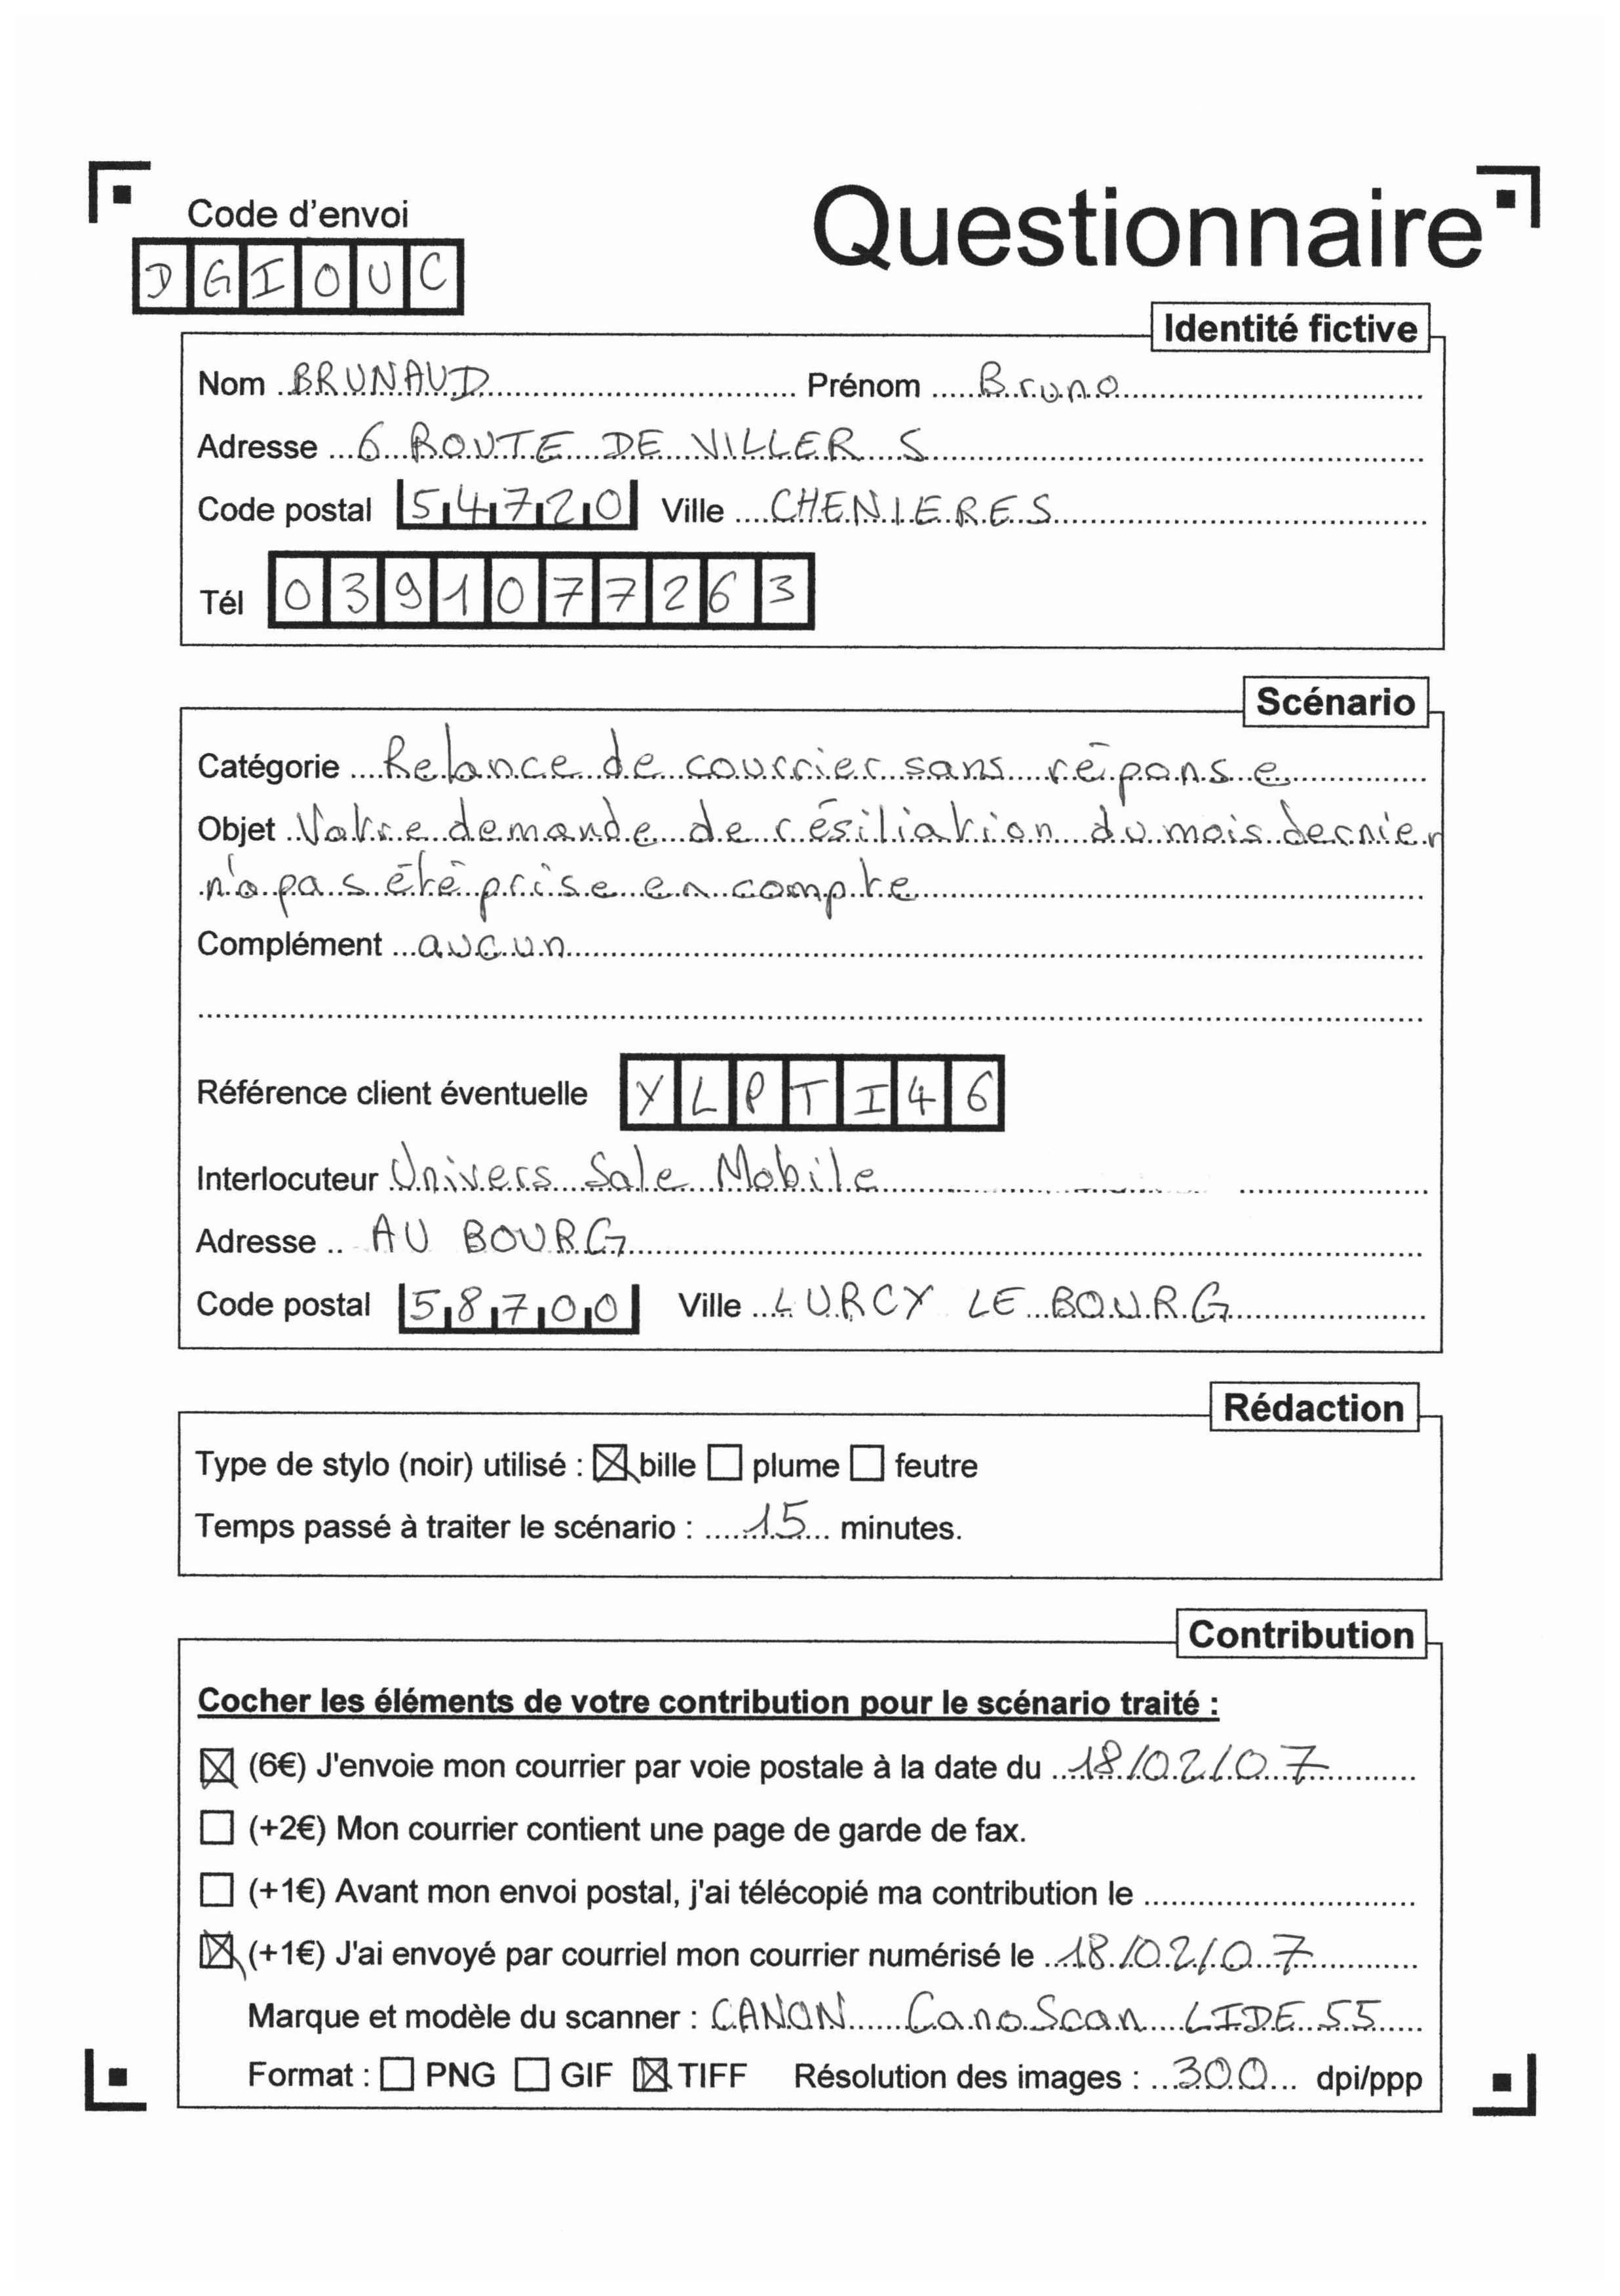 Questionnaire
Code d'envoi
DGIOUC
Identité fictive
Nom BRUNAUD Prénom Bruno
Adresse 6 ROUTE DE VILLERS
Code postal 54720 Ville CHENIERES
Tél 0391077263
Scénario
Catégorie Relance de courrier sans réponse
Objet Votre demande de résiliation du mois dernier
n'a pas été prise en compte
Complément aucun
Référence client éventuelle YLPTI46
Interlocuteur Univers Sale Mobile
Adresse AU BOURG
Code postal 58700 Ville LURCY LE BOURG
Rédaction
Type de stylo (noir) utilisé : ☒ bille ☐ plume ☐ feutre
Temps passé à traiter le scénario : 15 minutes.
Contribution
Cocher les éléments de votre contribution pour le scénario traité :
☒ (6€) J'envoie mon courrier par voie postale à la date du 18/02/07
☐ (+2€) Mon courrier contient une page de garde de fax.
☐ (+1€) Avant mon envoi postal, j'ai télécopié ma contribution le
☒ (+1€) J'ai envoyé par courriel mon courrier numérisé le 18/02/07
Marque et modèle du scanner : CANON CanoScan LIDE 55
Format : ☐ PNG ☐ GIF ☒ TIFF Résolution des images : 300 dpi/ppp